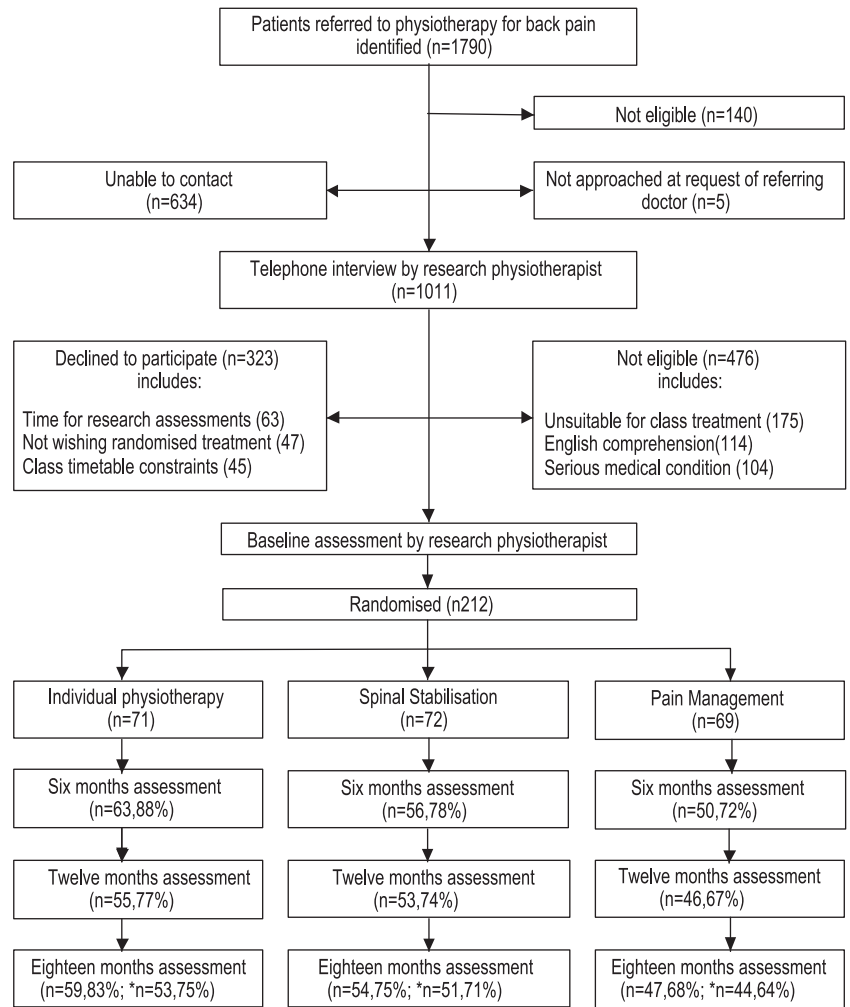 Patients referred to physiotherapy for back pain
identified (n=1790)
Not eligible (n=140)
Unable to contact
(n=634)
Not approached at request of referring
doctor (n=5)
Telephone interview by research physiotherapist
(n=1011)
Declined to participate (n=323)
includes:
Time for research assessments (63)
Not wishing randomised treatment (47)
Class timetable constraints (45)
Not eligible (n=476)
includes:
Unsuitable for class treatment (175)
English comprehension(114)
Serious medical condition (104)
Baseline assessment by research physiotherapist
Randomised (n212)
Individual physiotherapy
(n=71)
Spinal Stabilisation
(n=72)
Pain Management
(n=69)
Six months assessment
(n=63,88%)
Six months assessment
(n=56,78%)
Six months assessment
(n=50,72%)
Twelve months assessment
(n=55,77%)
Twelve months assessment
(n=53,74%)
Twelve months assessment
(n=46,67%)
Eighteen months assessment
(n=59,83%; *n=53,75%)
Eighteen months assessment
(n=54,75%; *n=51,71%)
Eighteen months assessment
(n=47,68%; *n=44,64%)